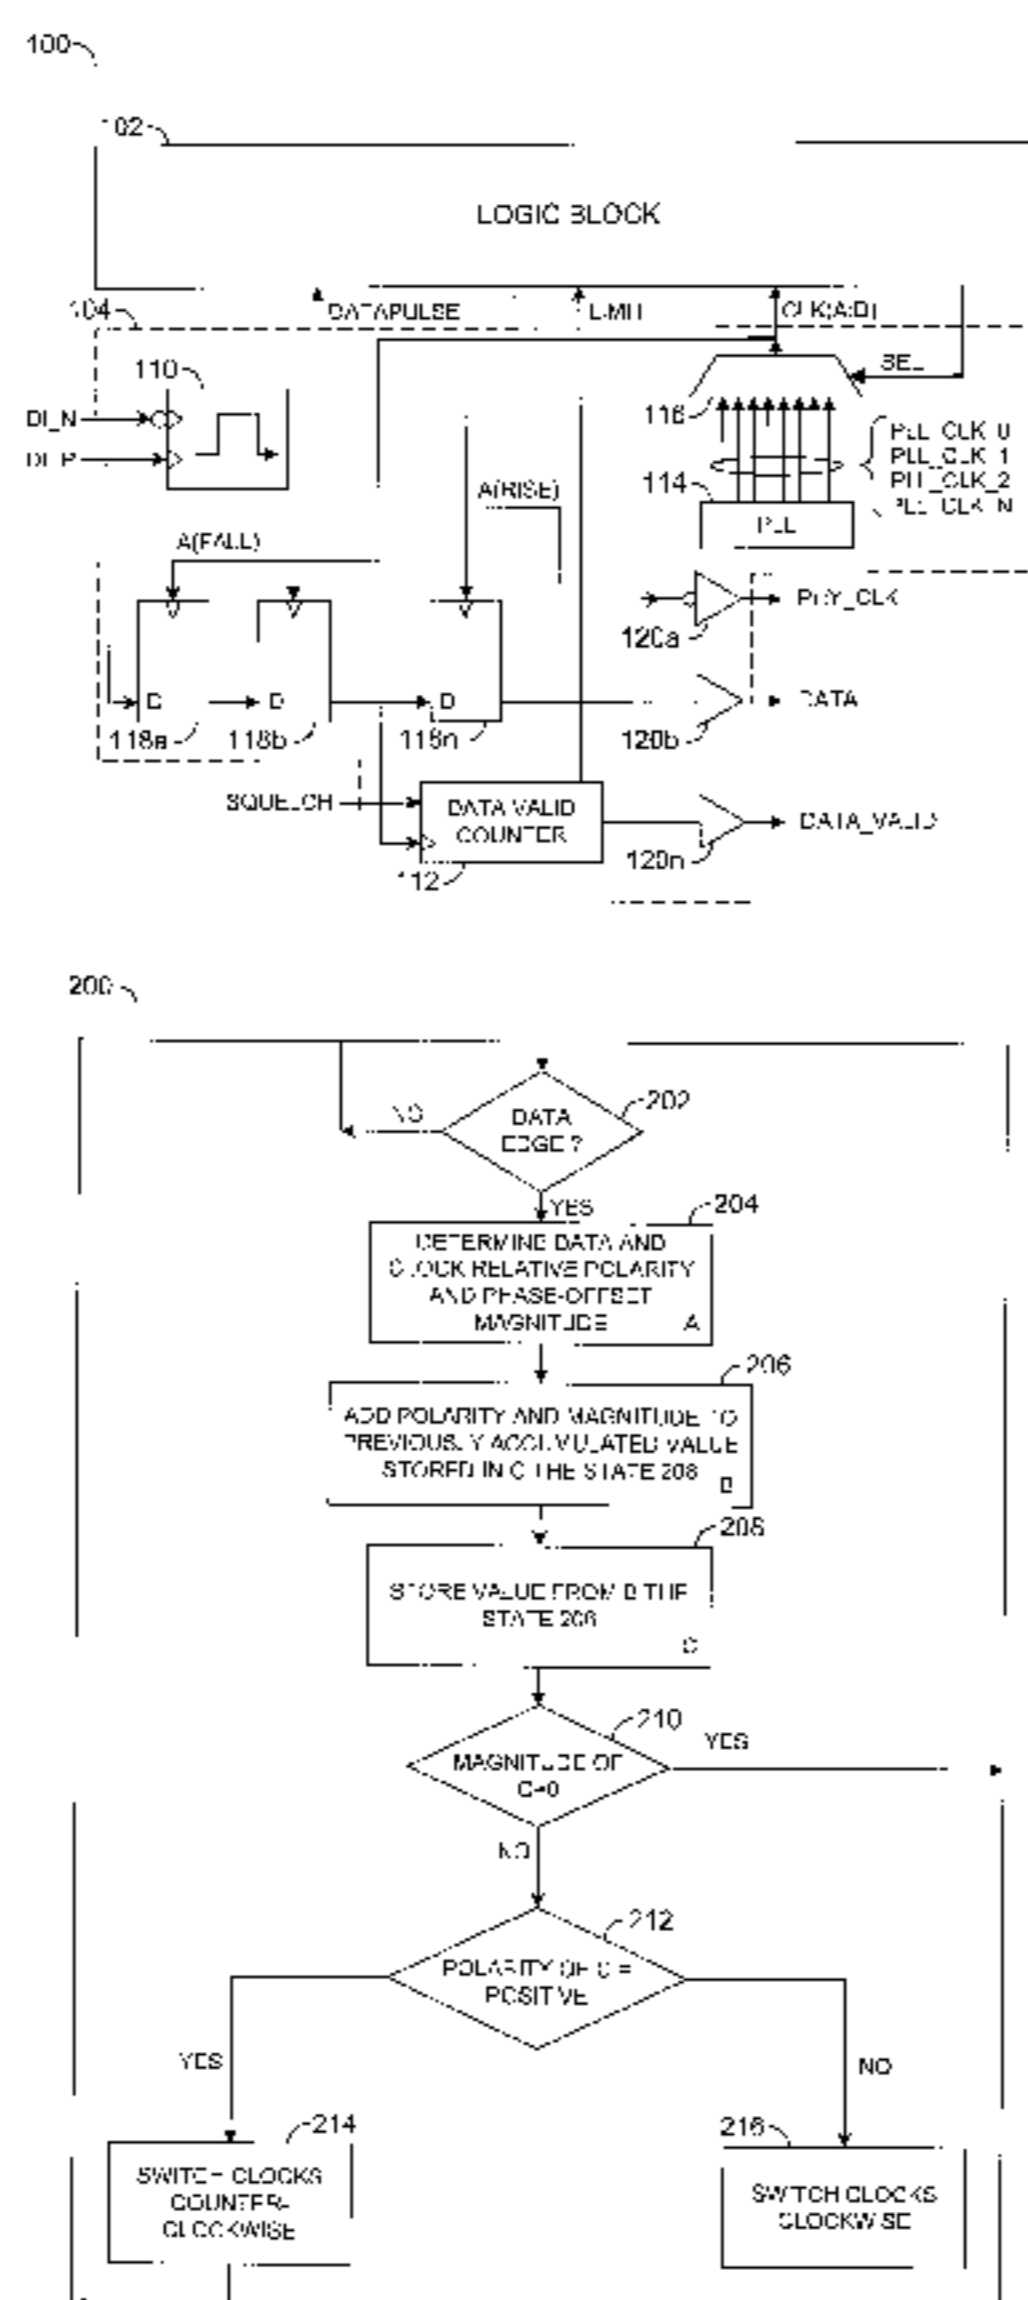 100
102
LOGIC BLOCK
104
DATAPULSE
LIMIT
CLK(A:D)
110
SEL
116
DI_N
DI_P
PLL_CLK_0
PLL_CLK_1
PLL_CLK_2
PLL_CLK_N
114
A(RISE)
PLL
A(FALL)
PHY_CLK
120a
D
D
D
DATA
118a
118b
118n
120b
SQUELCH
DATA VALID
COUNTER
DATA_VALID
120n
112
200
202
NO
DATA
EDGE ?
YES
204
DETERMINE DATA AND
CLOCK RELATIVE POLARITY
AND PHASE-OFFSET
MAGNITUDE
A
206
ADD POLARITY AND MAGNITUDE TO
PREVIOUSLY ACCUMULATED VALUE
STORED IN C THE STATE 208
B
208
STORE VALUE FROM B THE
STATE 206
C
210
YES
MAGNITUDE OF
C=0
NO
212
POLARITY OF C =
POSITIVE
YES
NO
214
216
SWITCH CLOCKS
COUNTER-
CLOCKWISE
SWITCH CLOCKS
CLOCKWISE